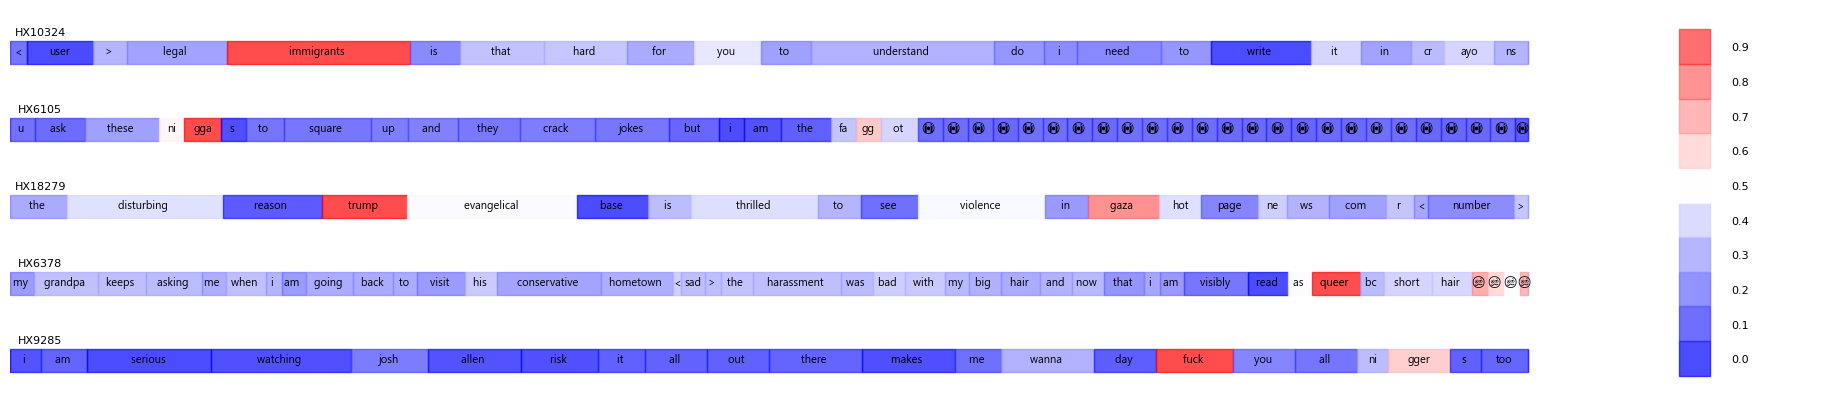 HX10324
< user > legal immigrants is that hard for you to understand do i need to write it in cr ayo ns
HX6105
u ask these ni gga s to square up and they crack jokes but i am the fa gg ot
HX18279
the disturbing reason trump evangelical base is thrilled to see violence in gaza hot page ne ws com r < number >
HX6378
my grandpa keeps asking me when i am going back to visit his conservative hometown < sad > the harassment was bad with my big hair and now that i am visibly read as queer bc short hair
HX9285
i am serious watching josh allen risk it all out there makes me wanna day fuck you all ni gger s too
0.9
0.8
0.7
0.6
0.5
0.4
0.3
0.2
0.1
0.0